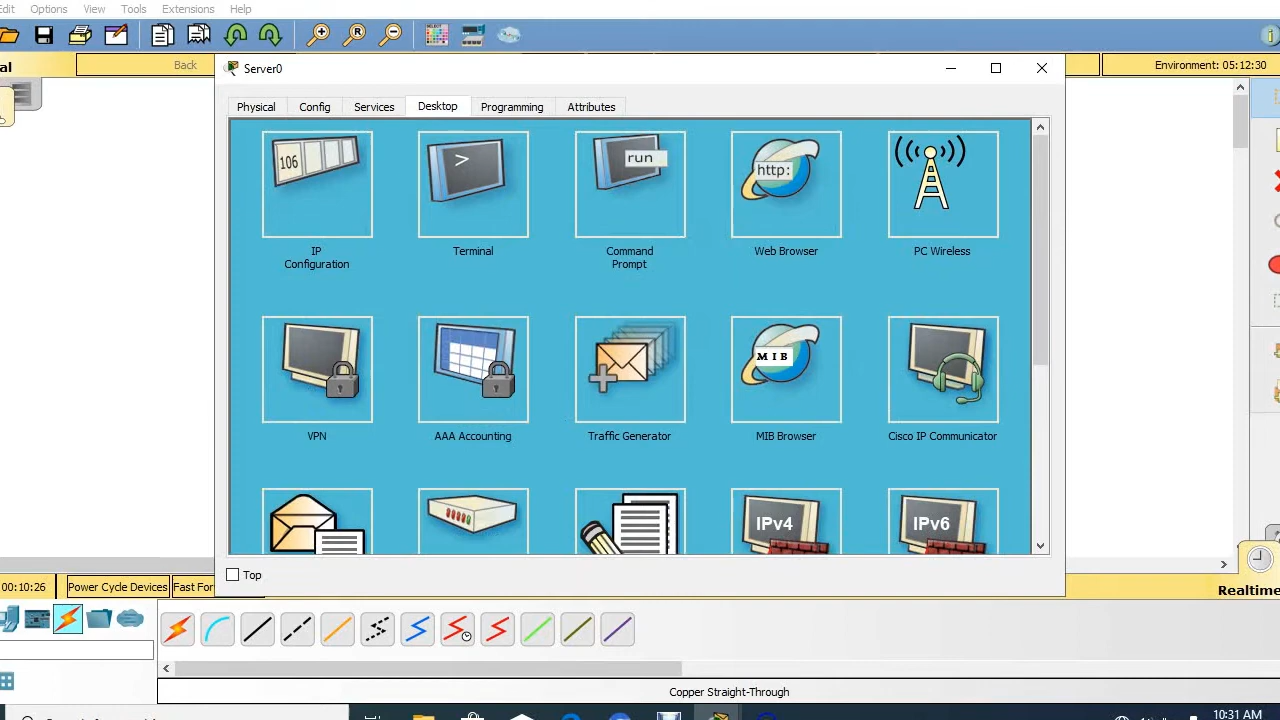 Edit Options View Tools Extensions Help
Back
Environment: 05:12:30
Server0
Physical Config Services Desktop Programming Attributes
106
>
run
http:
IP
Configuration
Terminal
Command
Prompt
Web Browser
PC Wireless
MIB
VPN
AAA Accounting
Traffic Generator
MIB Browser
Cisco IP Communicator
IPv4
IPv6
Top
00:10:26
Power Cycle Devices
Realtime
Copper Straight-Through
10:31 AM